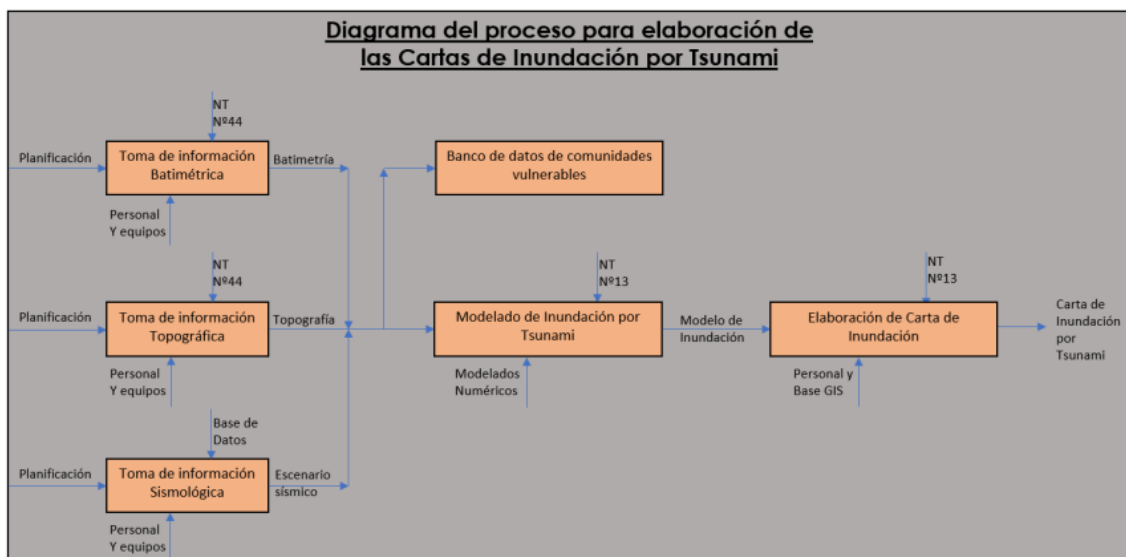 Diagrama del proceso para elaboración de
las Cartas de Inundación por Tsunami
NT
Nº44
Planificación
Toma de información
Batimétrica
Batimetría
Personal
Y equipos
Banco de datos de comunidades
vulnerables
NT
Nº44
Planificación
Toma de información
Topográfica
Topografía
Personal
Y equipos
NT
Nº13
Modelado de Inundación por
Tsunami
Modelados
Numéricos
Modelo de
Inundación
NT
Nº13
Elaboración de Carta de
Inundación
Personal y
Base GIS
Carta de
Inundación
por
Tsunami
Base de
Datos
Planificación
Toma de información
Sismológica
Escenario
sísmico
Personal
Y equipos